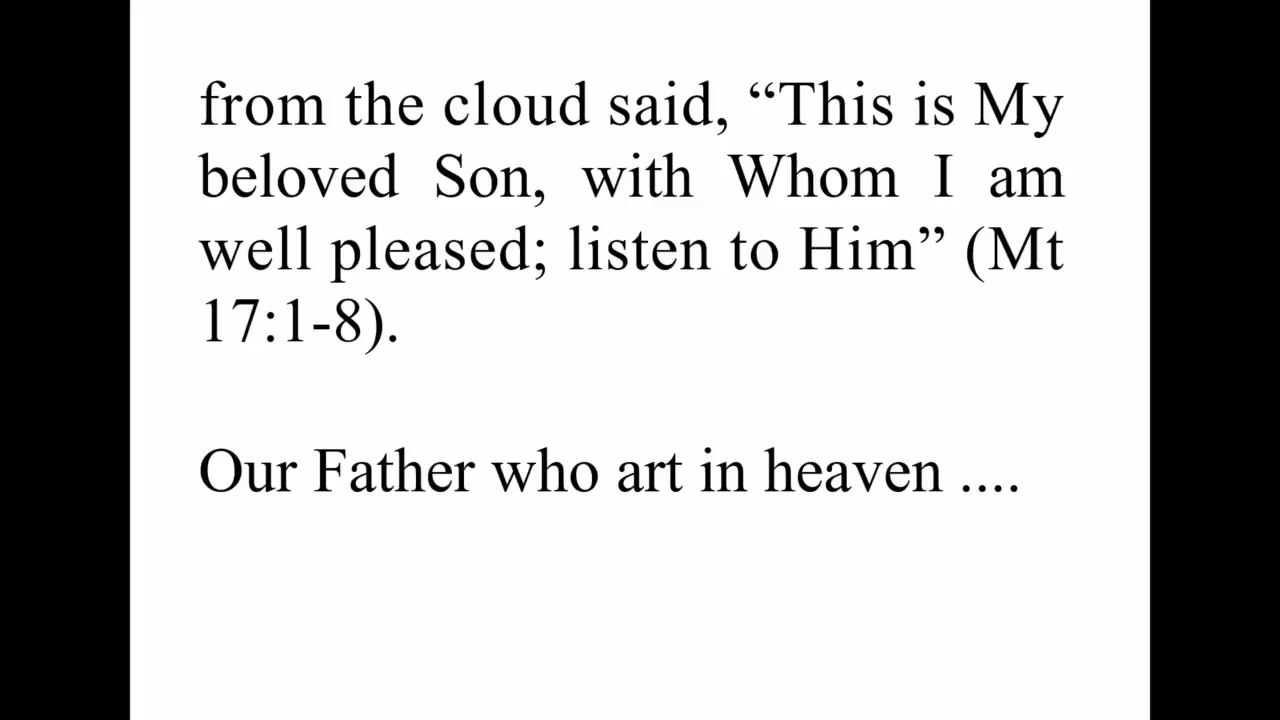 from the cloud said, “This is My
beloved Son, with Whom I am
well pleased; listen to Him” (Mt
17:1-8).
Our Father who art in heaven ....